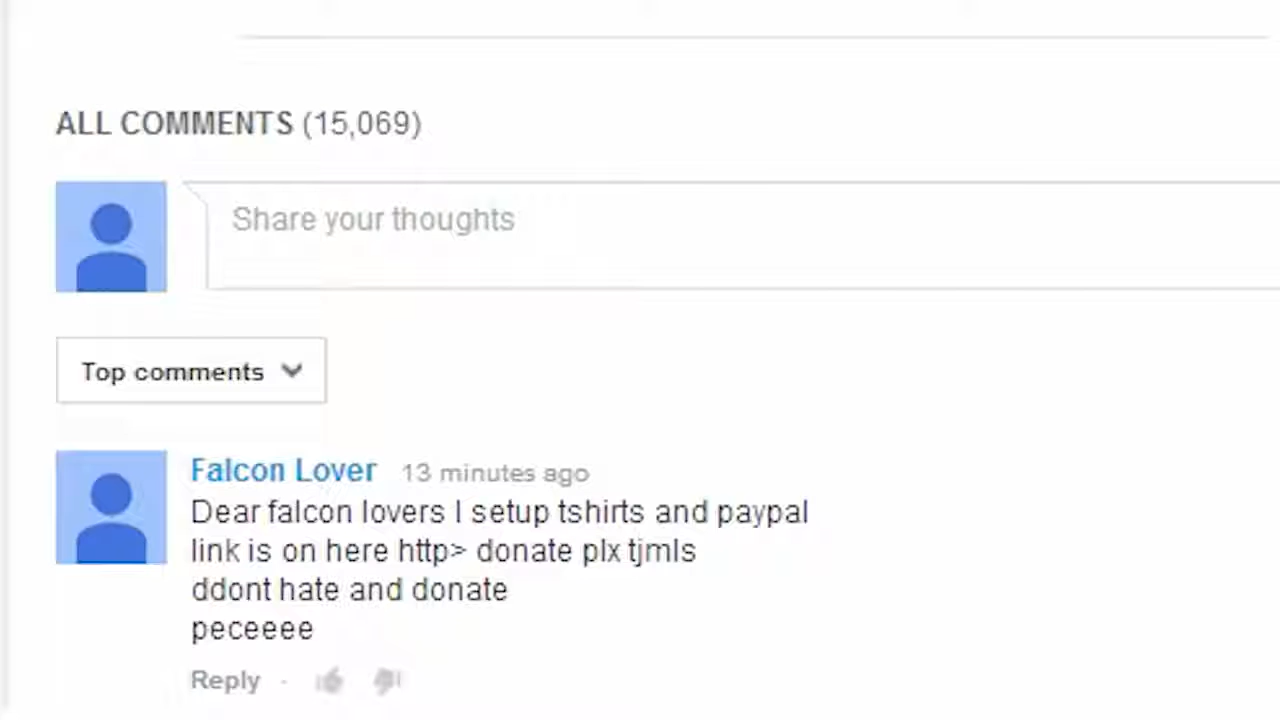 ALL COMMENTS (15,069)
Share your thoughts
Top comments
Falcon Lover 13 minutes ago
Dear falcon lovers I setup tshirts and paypal
link is on here http> donate plx tjmls
ddont hate and donate
peceeee
Reply ·